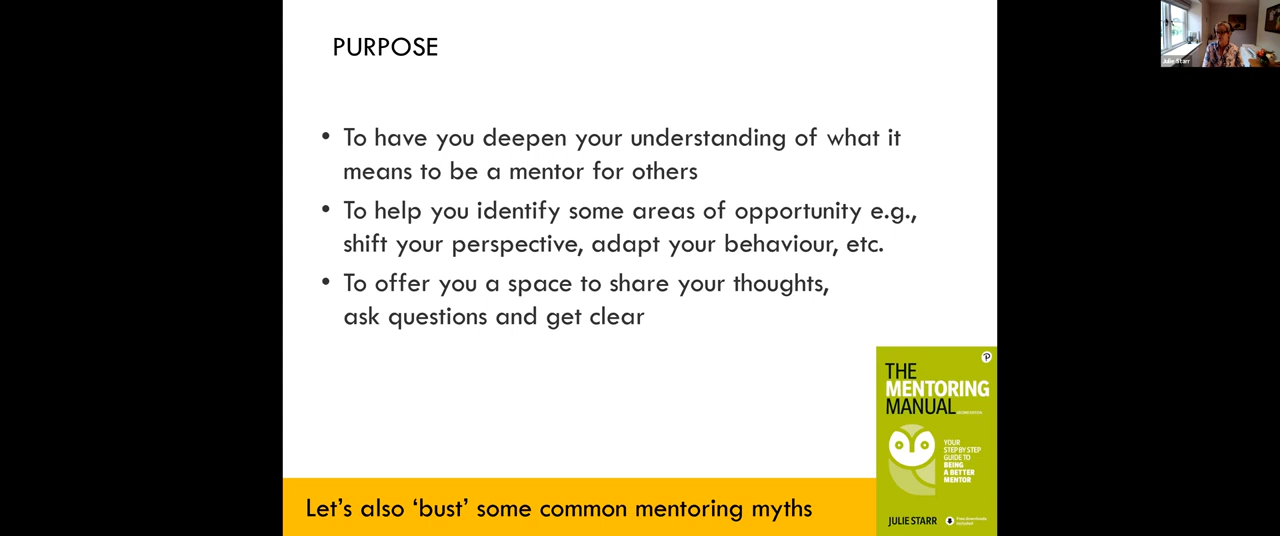 PURPOSE
• To have you deepen your understanding of what it
means to be a mentor for others
• To help you identify some areas of opportunity e.g.,
shift your perspective, adapt your behaviour, etc.
• To offer you a space to share your thoughts,
ask questions and get clear
Let's also ‘bust’ some common mentoring myths
THE
MENTORING
MANUAL
YOUR
STEP BY STEP
GUIDE TO
BEING
A BETTER
MENTOR
JULIE STARR
Julie Starr